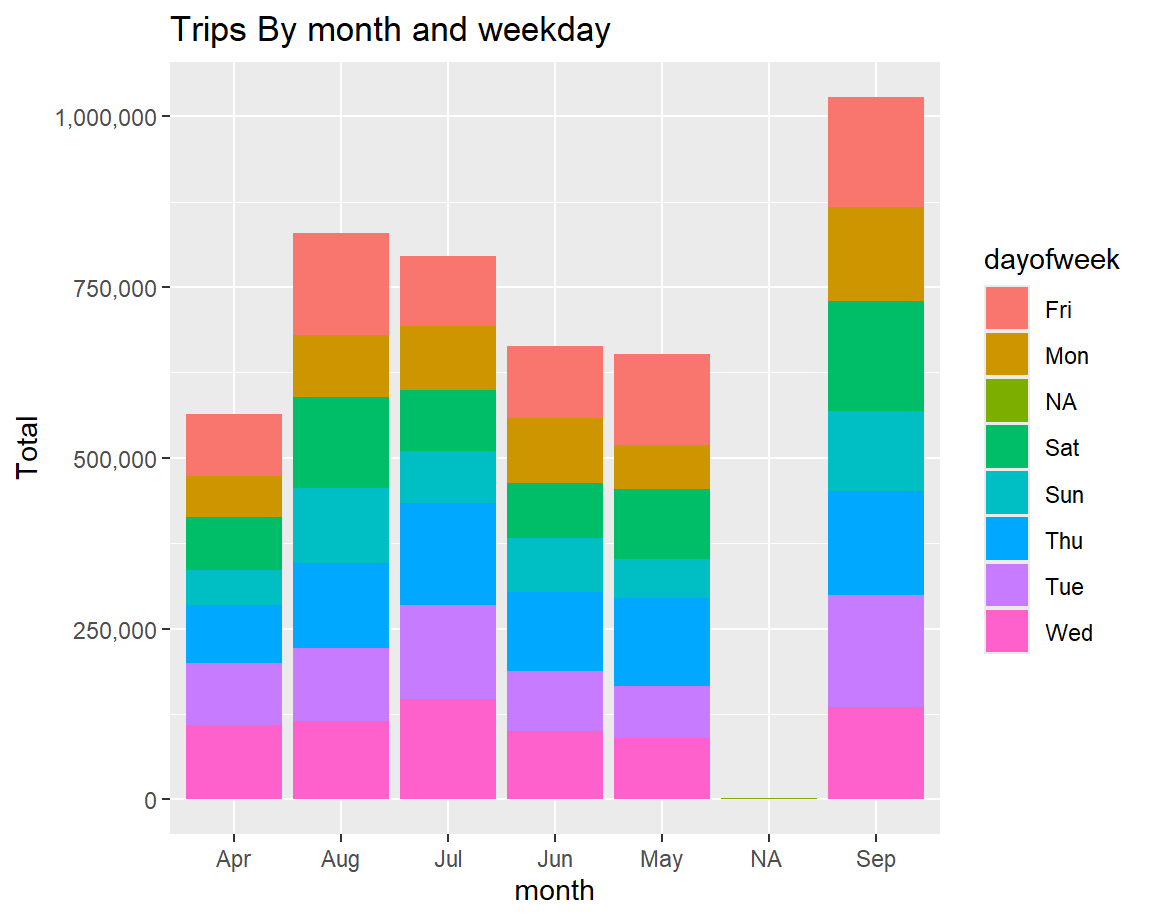 Trips By month and weekday
Total
1,000,000
750,000
500,000
250,000
0
Apr Aug Jul Jun May NA Sep
month
dayofweek
Fri
Mon
NA
Sat
Sun
Thu
Tue
Wed